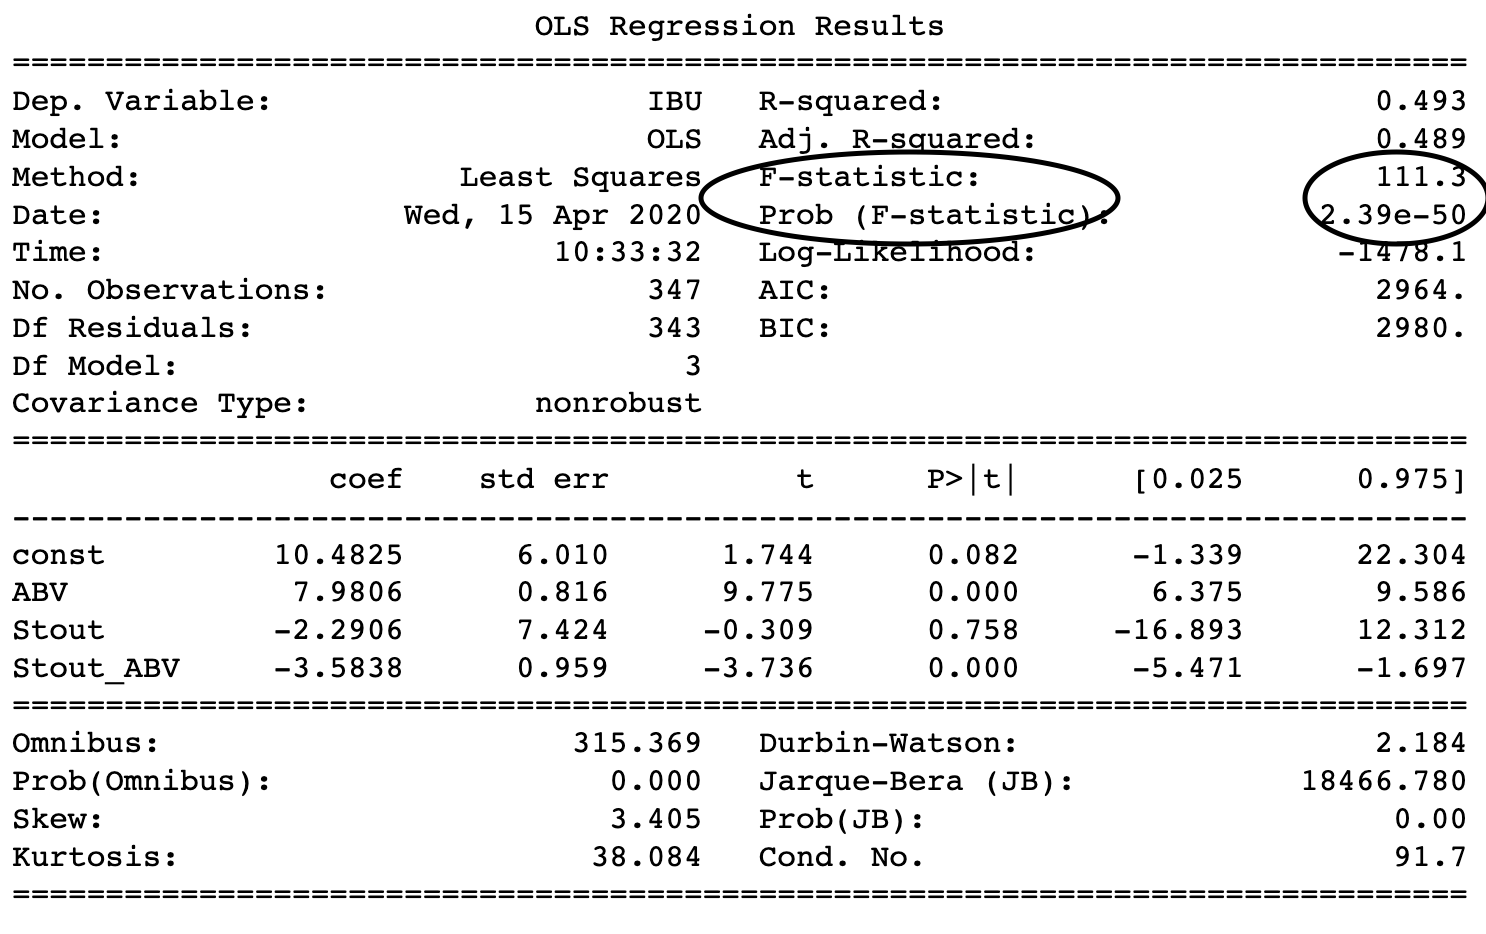 OLS Regression Results
==============================================================================
Dep. Variable: IBU R-squared: 0.493
Model: OLS Adj. R-squared: 0.489
Method: Least Squares F-statistic: 111.3
Date: Wed, 15 Apr 2020 Prob (F-statistic): 2.39e-50
Time: 10:33:32 Log-Likelihood: -1478.1
No. Observations: 347 AIC: 2964.
Df Residuals: 343 BIC: 2980.
Df Model: 3
Covariance Type: nonrobust
==============================================================================
coef std err t P>|t| [0.025 0.975]
------------------------------------------------------------------------------
const 10.4825 6.010 1.744 0.082 -1.339 22.304
ABV 7.9806 0.816 9.775 0.000 6.375 9.586
Stout -2.2906 7.424 -0.309 0.758 -16.893 12.312
Stout_ABV -3.5838 0.959 -3.736 0.000 -5.471 -1.697
==============================================================================
Omnibus: 315.369 Durbin-Watson: 2.184
Prob(Omnibus): 0.000 Jarque-Bera (JB): 18466.780
Skew: 3.405 Prob(JB): 0.00
Kurtosis: 38.084 Cond. No. 91.7
==============================================================================